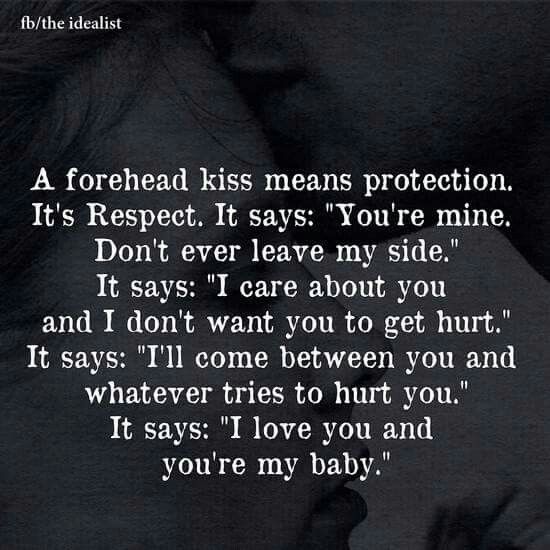 fb/the idealist
A forehead kiss means protection.
It's Respect. It says: "You're mine.
Don't ever leave my side."
It says: "I care about you
and I don't want you to get hurt."
It says: "I'll come between you and
whatever tries to hurt you."
It says: "I love you and
you're my baby."